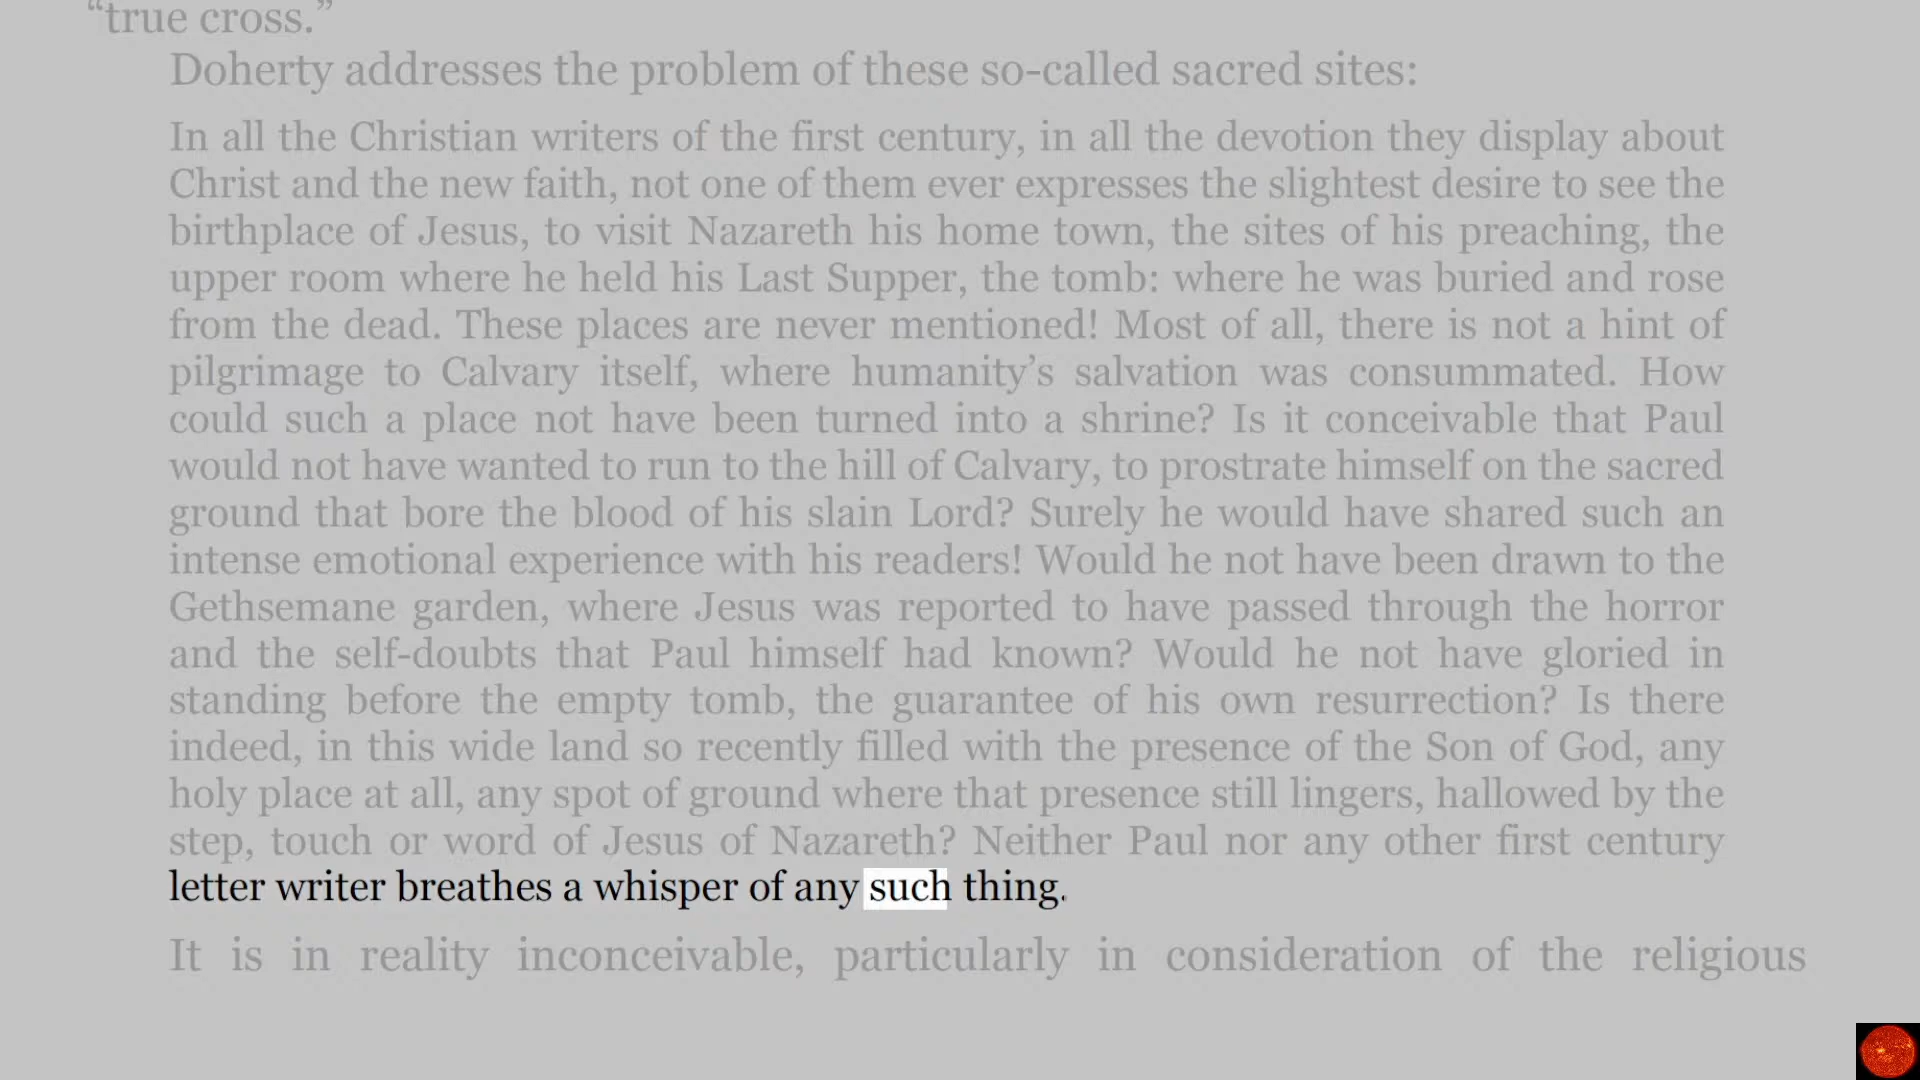 “true cross.”
Doherty addresses the problem of these so-called sacred sites:
In all the Christian writers of the first century, in all the devotion they display about
Christ and the new faith, not one of them ever expresses the slightest desire to see the
birthplace of Jesus, to visit Nazareth his home town, the sites of his preaching, the
upper room where he held his Last Supper, the tomb: where he was buried and rose
from the dead. These places are never mentioned! Most of all, there is not a hint of
pilgrimage to Calvary itself, where humanity’s salvation was consummated. How
could such a place not have been turned into a shrine? Is it conceivable that Paul
would not have wanted to run to the hill of Calvary, to prostrate himself on the sacred
ground that bore the blood of his slain Lord? Surely he would have shared such an
intense emotional experience with his readers! Would he not have been drawn to the
Gethsemane garden, where Jesus was reported to have passed through the horror
and the self-doubts that Paul himself had known? Would he not have gloried in
standing before the empty tomb, the guarantee of his own resurrection? Is there
indeed, in this wide land so recently filled with the presence of the Son of God, any
holy place at all, any spot of ground where that presence still lingers, hallowed by the
step, touch or word of Jesus of Nazareth? Neither Paul nor any other first century
letter writer breathes a whisper of any such thing.
It is in reality inconceivable, particularly in consideration of the religious